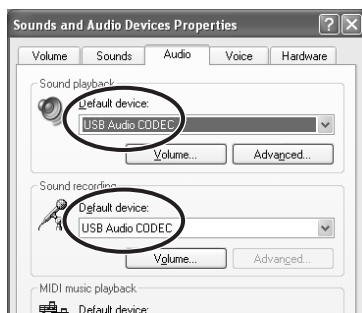 Sounds and Audio Devices Properties
Volume Sounds Audio Voice Hardware
Sound playback
Default device:
USB Audio CODEC
Volume... Advanced...
Sound recording
Default device:
USB Audio CODEC
Volume... Advanced...
MIDI music playback
Default device: